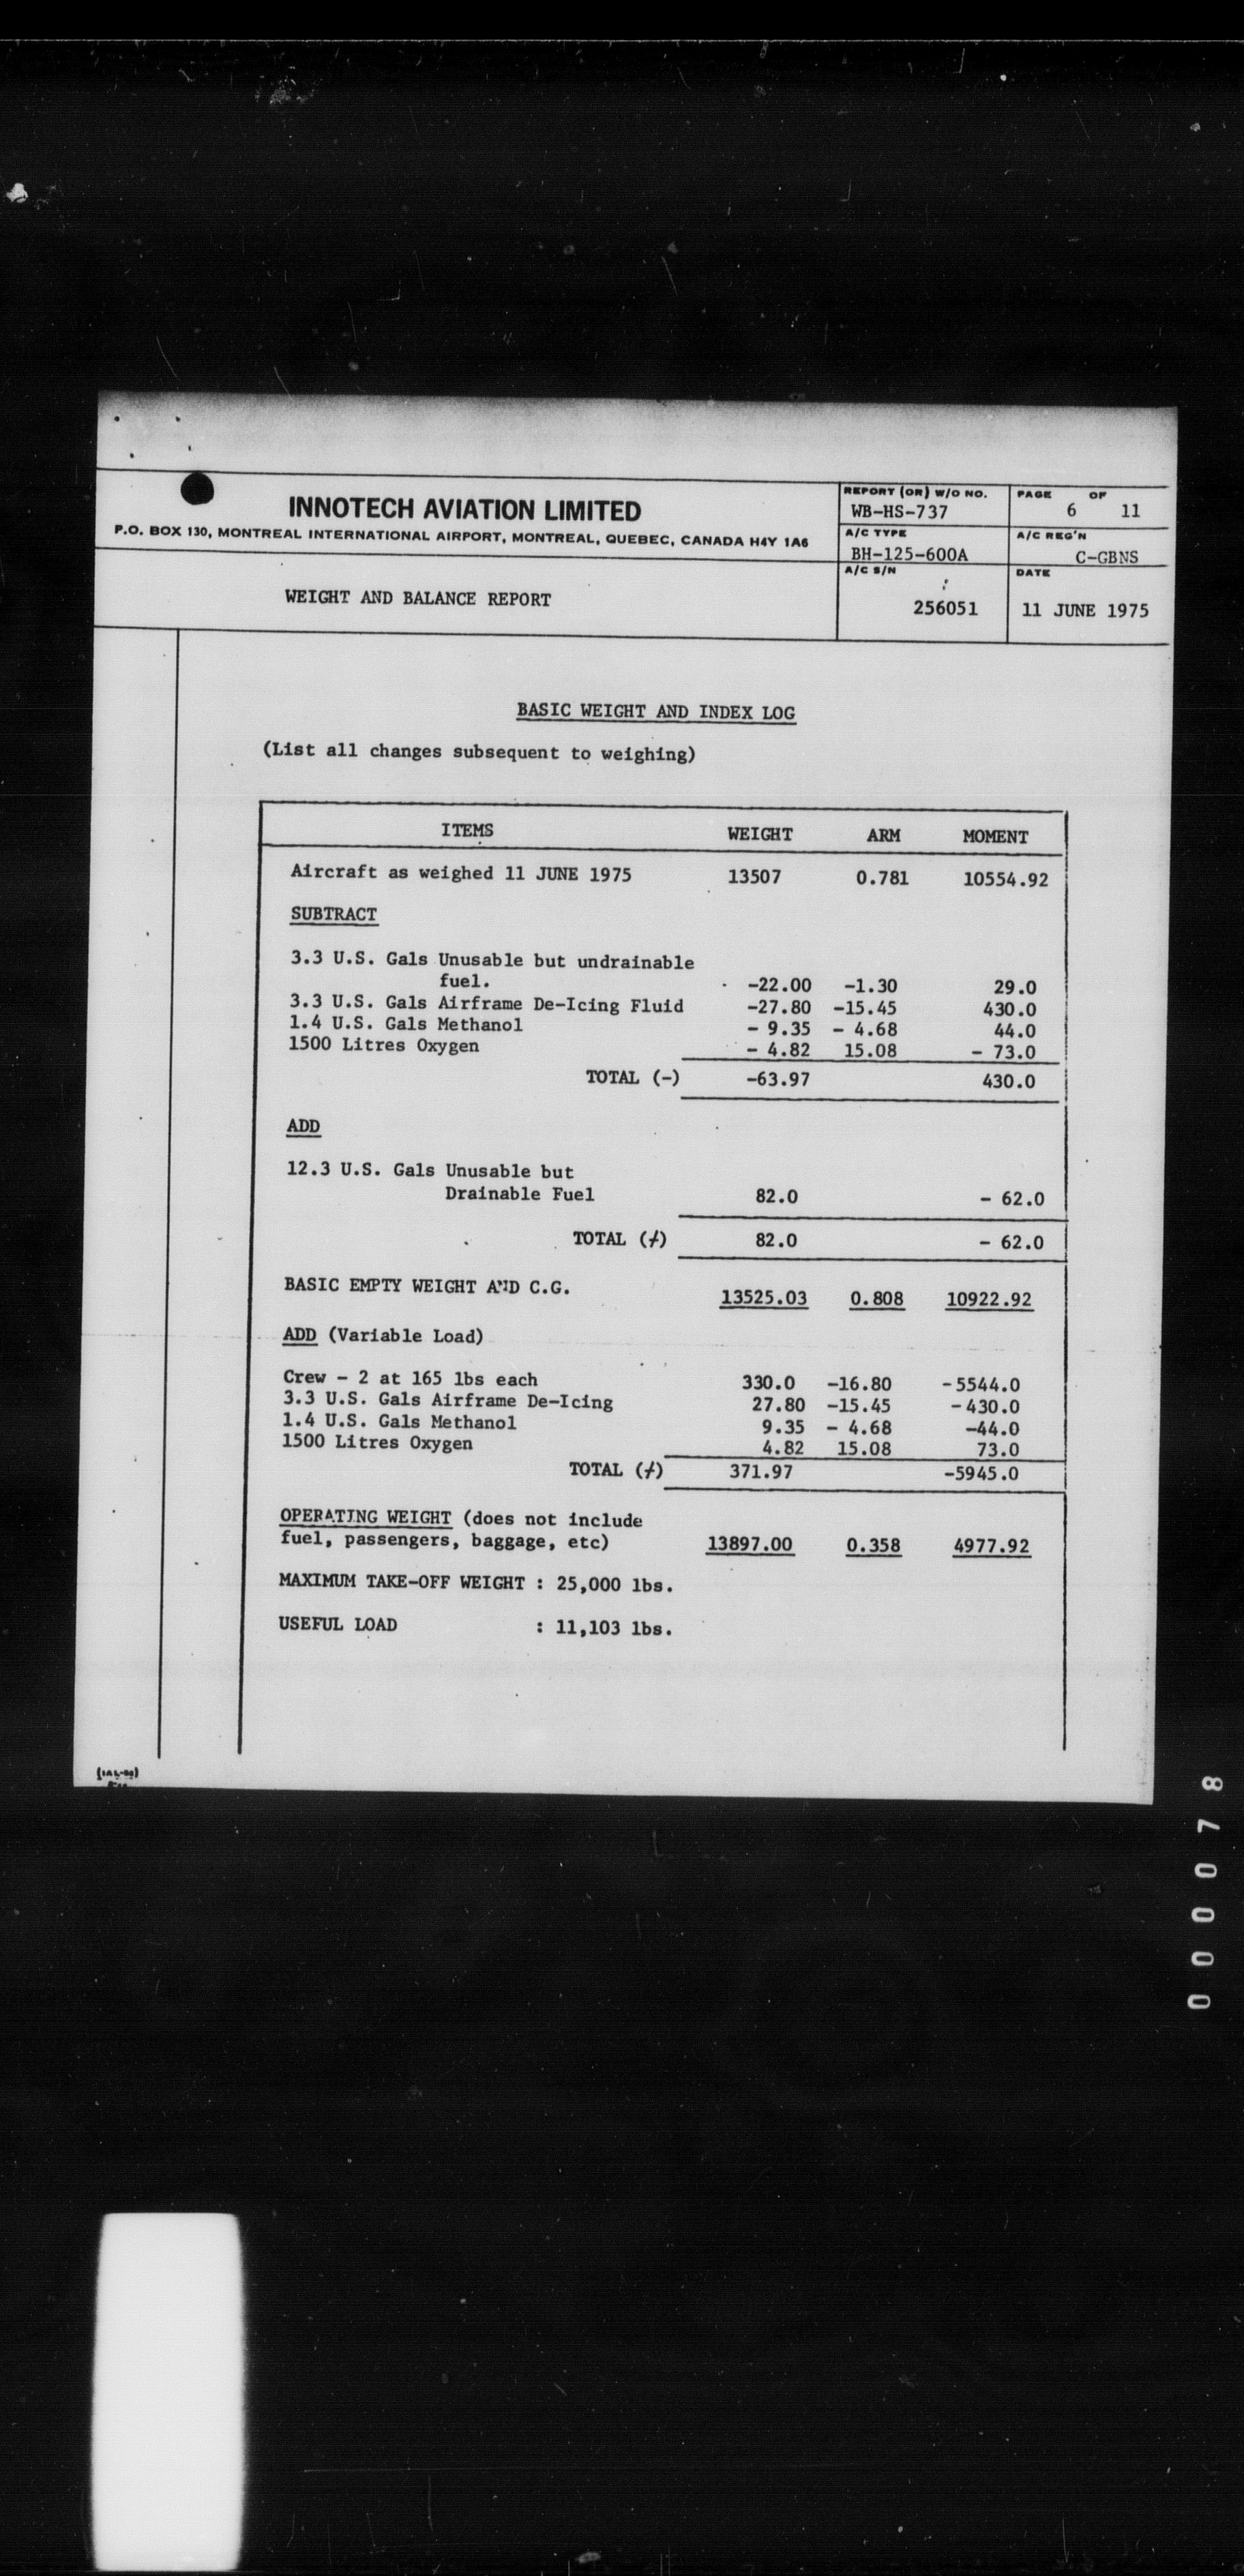 INNOTECH AVIATION LIMITED
P.O. BOX 130, MONTREAL INTERNATIONAL AIRPORT, MONTREAL, QUEBEC, CANADA H4Y 1A6
WEIGHT AND BALANCE REPORT
REPORT (OR) W/O NO.
WB-HS-737
PAGE OF
6 11
A/C TYPE
BH-125-600A
A/C REG'N
C-GBNS
A/C S/N
256051
DATE
11 JUNE 1975
BASIC WEIGHT AND INDEX LOG
(List all changes subsequent to weighing)
ITEMS WEIGHT ARM MOMENT
Aircraft as weighed 11 JUNE 1975 13507 0.781 10554.92
SUBTRACT
3.3 U.S. Gals Unusable but undrainable
fuel. -22.00 -1.30 29.0
3.3 U.S. Gals Airframe De-Icing Fluid -27.80 -15.45 430.0
1.4 U.S. Gals Methanol - 9.35 - 4.68 44.0
1500 Litres Oxygen - 4.82 15.08 - 73.0
TOTAL (-) -63.97 430.0
ADD
12.3 U.S. Gals Unusable but
Drainable Fuel 82.0 - 62.0
TOTAL (/) 82.0 - 62.0
BASIC EMPTY WEIGHT AND C.G. 13525.03 0.808 10922.92
ADD (Variable Load)
Crew - 2 at 165 lbs each 330.0 -16.80 -5544.0
3.3 U.S. Gals Airframe De-Icing 27.80 -15.45 -430.0
1.4 U.S. Gals Methanol 9.35 - 4.68 -44.0
1500 Litres Oxygen 4.82 15.08 73.0
TOTAL (/) 371.97 -5945.0
OPERATING WEIGHT (does not include
fuel, passengers, baggage, etc) 13897.00 0.358 4977.92
MAXIMUM TAKE-OFF WEIGHT : 25,000 lbs.
USEFUL LOAD : 11,103 lbs.
000078